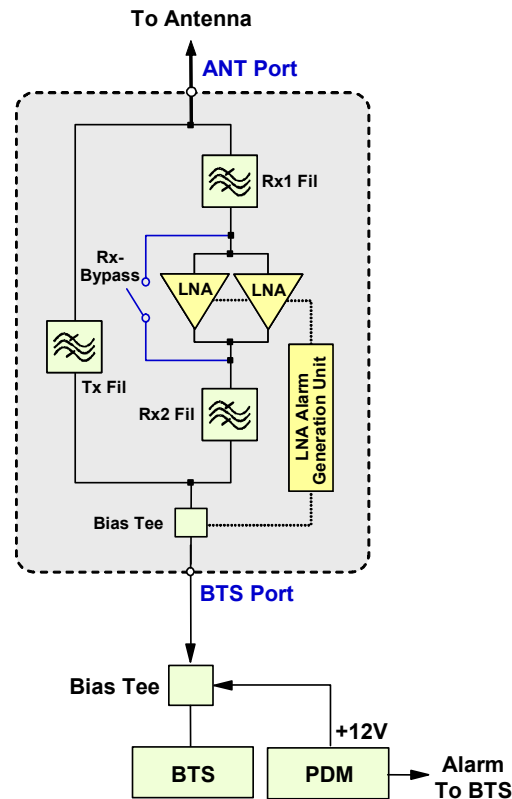 To Antenna
ANT Port
Rx1 Fil
Rx-
Bypass
LNA
LNA
Tx Fil
Rx2 Fil
LNA Alarm
Generation Unit
Bias Tee
BTS Port
Bias Tee
+12V
BTS
PDM
Alarm
To BTS